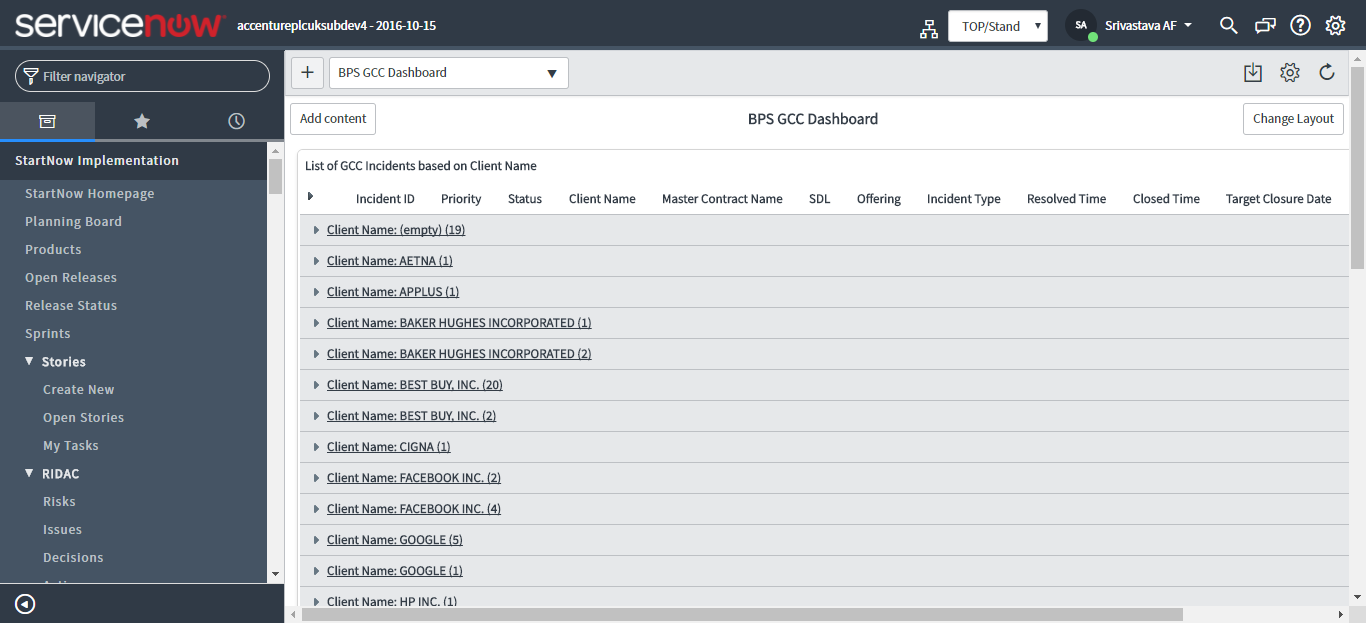 servicenow
accentureplcuksubdev4 - 2016-10-15
TOP/Stand
SA
Srivastava AF
Filter navigator
StartNow Implementation
StartNow Homepage
Planning Board
Products
Open Releases
Release Status
Sprints
Stories
Create New
Open Stories
My Tasks
RIDAC
Risks
Issues
Decisions
BPS GCC Dashboard
Add content
BPS GCC Dashboard
Change Layout
List of GCC Incidents based on Client Name
Incident ID Priority Status Client Name Master Contract Name SDL Offering Incident Type Resolved Time Closed Time Target Closure Date
Client Name: (empty) (19)
Client Name: AETNA (1)
Client Name: APPLUS (1)
Client Name: BAKER HUGHES INCORPORATED (1)
Client Name: BAKER HUGHES INCORPORATED (2)
Client Name: BEST BUY, INC. (20)
Client Name: BEST BUY, INC. (2)
Client Name: CIGNA (1)
Client Name: FACEBOOK INC. (2)
Client Name: FACEBOOK INC. (4)
Client Name: GOOGLE (5)
Client Name: GOOGLE (1)
Client Name: HP INC. (1)